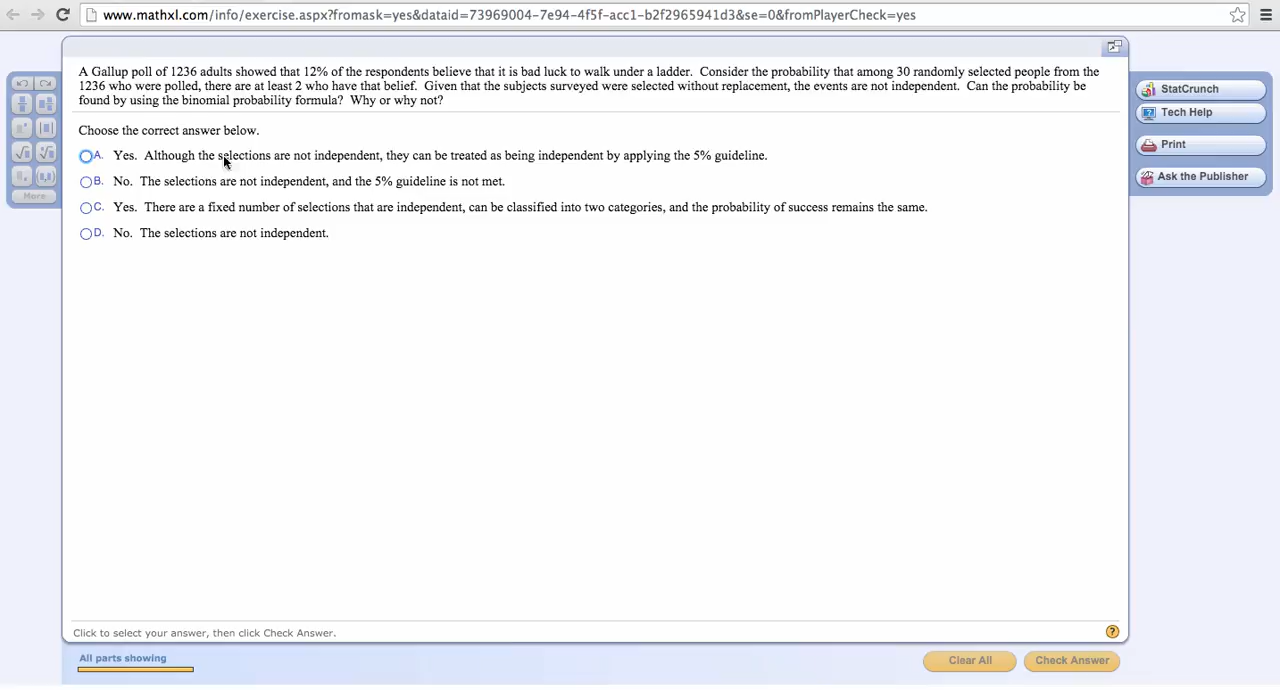 www.mathxl.com/info/exercise.aspx?fromask=yes&dataid=73969004-7e94-4f5f-acc1-b2f2965941d3&se=0&fromPlayerCheck=yes
A Gallup poll of 1236 adults showed that 12% of the respondents believe that it is bad luck to walk under a ladder. Consider the probability that among 30 randomly selected people from the
1236 who were polled, there are at least 2 who have that belief. Given that the subjects surveyed were selected without replacement, the events are not independent. Can the probability be
found by using the binomial probability formula? Why or why not?
Choose the correct answer below.
A. Yes. Although the selections are not independent, they can be treated as being independent by applying the 5% guideline.
B. No. The selections are not independent, and the 5% guideline is not met.
C. Yes. There are a fixed number of selections that are independent, can be classified into two categories, and the probability of success remains the same.
D. No. The selections are not independent.
More
StatCrunch
Tech Help
Print
Ask the Publisher
Click to select your answer, then click Check Answer.
?
All parts showing
Clear All
Check Answer